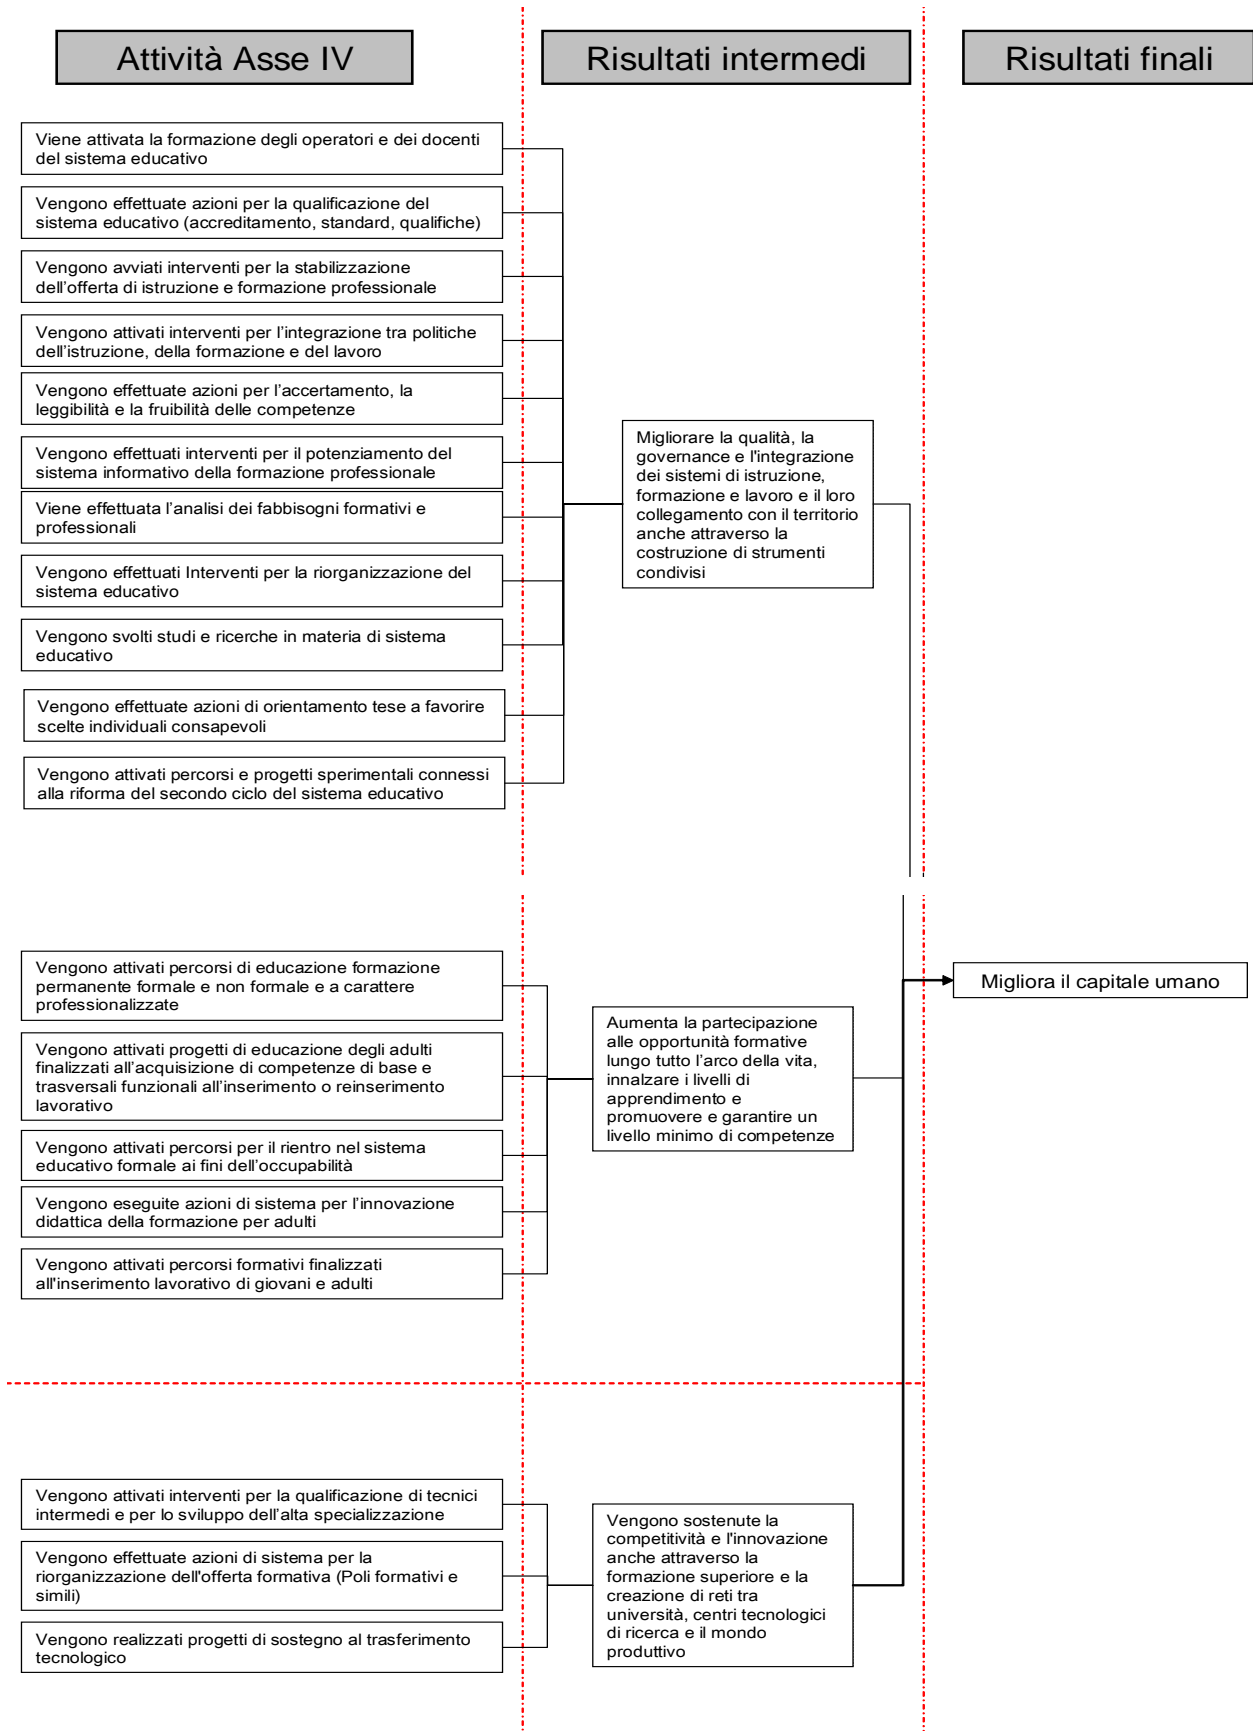 Attività Asse IV
Risultati intermedi
Risultati finali
Viene attivata la formazione degli operatori e dei docenti
del sistema educativo
Vengono effettuate azioni per la qualificazione del
sistema educativo (accreditamento, standard, qualifiche)
Vengono avviati interventi per la stabilizzazione
dell'offerta di istruzione e formazione professionale
Vengono attivati interventi per l'integrazione tra politiche
dell'istruzione, della formazione e del lavoro
Vengono effettuate azioni per l'accertamento, la
leggibilità e la fruibilità delle competenze
Vengono effettuati interventi per il potenziamento del
sistema informativo della formazione professionale
Viene effettuata l'analisi dei fabbisogni formativi e
professionali
Vengono effettuati Interventi per la riorganizzazione del
sistema educativo
Vengono svolti studi e ricerche in materia di sistema
educativo
Vengono effettuate azioni di orientamento tese a favorire
scelte individuali consapevoli
Vengono attivati percorsi e progetti sperimentali connessi
alla riforma del secondo ciclo del sistema educativo
Migliorare la qualità, la
governance e l'integrazione
dei sistemi di istruzione,
formazione e lavoro e il loro
collegamento con il territorio
anche attraverso la
costruzione di strumenti
condivisi
Vengono attivati percorsi di educazione formazione
permanente formale e non formale e a carattere
professionalizzate
Vengono attivati progetti di educazione degli adulti
finalizzati all'acquisizione di competenze di base e
trasversali funzionali all'inserimento o reinserimento
lavorativo
Vengono attivati percorsi per il rientro nel sistema
educativo formale ai fini dell'occupabilità
Vengono eseguite azioni di sistema per l'innovazione
didattica della formazione per adulti
Vengono attivati percorsi formativi finalizzati
all'inserimento lavorativo di giovani e adulti
Aumenta la partecipazione
alle opportunità formative
lungo tutto l'arco della vita,
innalzare i livelli di
apprendimento e
promuovere e garantire un
livello minimo di competenze
Migliora il capitale umano
Vengono attivati interventi per la qualificazione di tecnici
intermedi e per lo sviluppo dell'alta specializzazione
Vengono effettuate azioni di sistema per la
riorganizzazione dell'offerta formativa (Poli formativi e
simili)
Vengono realizzati progetti di sostegno al trasferimento
tecnologico
Vengono sostenute la
competitività e l'innovazione
anche attraverso la
formazione superiore e la
creazione di reti tra
università, centri tecnologici
di ricerca e il mondo
produttivo